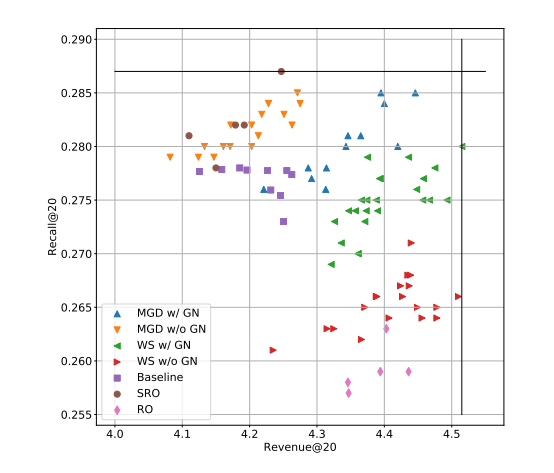 0.290
0.285
0.280
0.275
0.270
0.265
0.260
0.255
Recall@20
MGD w/ GN
MGD w/o GN
WS w/ GN
WS w/o GN
Baseline
SRO
RO
4.0 4.1 4.2 4.3 4.4 4.5
Revenue@20